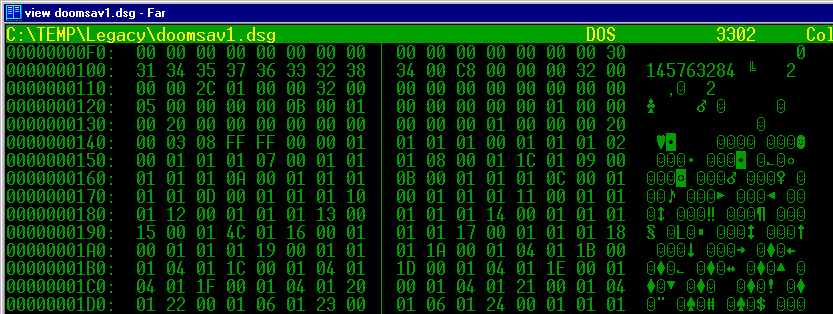 view doomsav1.dsg - Far
C:\TEMP\Legacy\doomsav1.dsg DOS 3302 Col
00000000F0: 00 00 00 00 00 00 00 00 00 00 00 00 00 00 00 30 0
0000000100: 31 34 35 37 36 33 32 38 34 00 C8 00 00 00 32 00 145763284 ╚ 2
0000000110: 00 00 2C 01 00 00 32 00 00 00 00 00 00 00 00 00 ,☺ 2
0000000120: 05 00 00 00 00 0B 00 01 00 00 00 00 00 01 00 00 ♣ ♂ ☺ ☺
0000000130: 00 20 00 00 00 00 00 00 00 00 00 01 00 00 00 20 ☺
0000000140: 00 03 08 FF FF 00 00 00 01 01 01 01 00 01 01 02 ♥◘ ☺☺☺☺ ☺☺☻
0000000150: 00 01 01 01 07 00 01 01 01 08 00 01 1C 01 09 00 ☺☺☺• ☺☺☺◘ ☺∟☺○
0000000160: 01 01 01 0A 00 01 01 01 0B 00 01 01 01 0C 00 01 ☺☺☺◙ ☺☺☺♂ ☺☺☺♀ ☺
0000000170: 01 01 0D 00 01 01 01 10 00 01 01 01 11 00 01 01 ☺☺♪ ☺☺☺► ☺☺☺◄ ☺☺
0000000180: 01 12 00 01 01 01 13 00 01 01 01 14 00 01 01 01 ☺↕ ☺☺☺‼ ☺☺☺¶ ☺☺☺
0000000190: 15 00 01 4C 01 16 00 01 01 01 17 00 01 01 01 18 § ☺L☺▬ ☺☺☺↨ ☺☺☺↑
00000001A0: 00 01 01 01 19 00 01 01 01 1A 00 01 04 01 1B 00 ☺☺☺↓ ☺☺☺→ ☺♦☺←
00000001B0: 01 04 01 1C 00 01 04 01 1D 00 01 04 01 1E 00 01 ☺♦☺∟ ☺♦☺↔ ☺♦☺▲ ☺
00000001C0: 04 01 1F 00 01 04 01 20 00 01 04 01 21 00 01 04 ♦☺▼ ☺♦☺ ☺♦☺! ☺♦
00000001D0: 01 22 00 01 06 01 23 00 01 06 01 24 00 01 01 01 ☺" ☺♠☺# ☺♠☺$ ☺☺☺